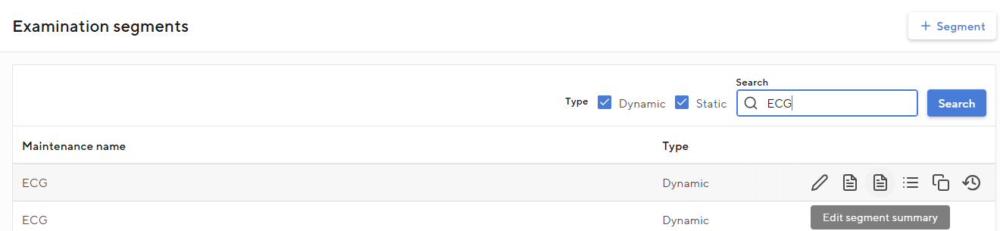 Examination segments
+ Segment
Search
Type Dynamic Static ECG Search
Maintenance name Type
ECG Dynamic
Edit segment summary
ECG Dynamic